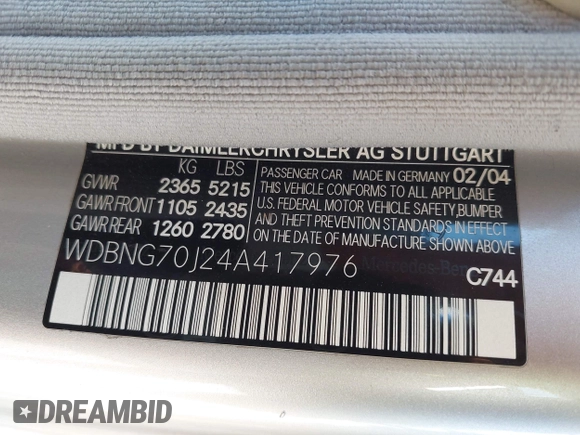 MFD BY DAIMLERCHRYSLER AG STUTTGART
KG LBS
GVWR 2365 5215
GAWR FRONT 1105 2435
GAWR REAR 1260 2780
PASSENGER CAR MADE IN GERMANY 02/04
THIS VEHICLE CONFORMS TO ALL APPLICABLE
U.S. FEDERAL MOTOR VEHICLE SAFETY, BUMPER
AND THEFT PREVENTION STANDARDS IN EFFECT
ON THE DATE OF MANUFACTURE SHOWN ABOVE.
WDBNG70J24A417976
Mercedes-Benz
C744
DREAMBID